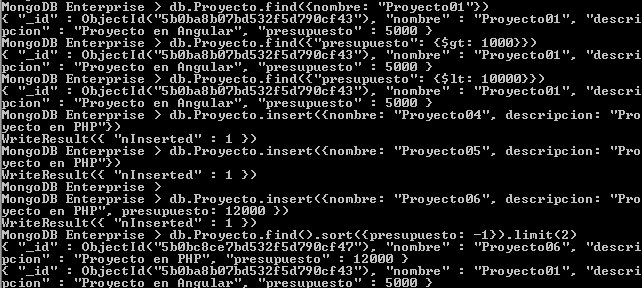 MongoDB Enterprise > db.Proyecto.find({nombre: "Proyecto01"})
{ "_id" : ObjectId("5b0ba8b07bd532f5d790cf43"), "nombre" : "Proyecto01", "descri
pcion" : "Proyecto en Angular", "presupuesto" : 5000 }
MongoDB Enterprise > db.Proyecto.find({"presupuesto": {$gt: 1000}})
{ "_id" : ObjectId("5b0ba8b07bd532f5d790cf43"), "nombre" : "Proyecto01", "descri
pcion" : "Proyecto en Angular", "presupuesto" : 5000 }
MongoDB Enterprise > db.Proyecto.find({"presupuesto": {$lt: 10000}})
{ "_id" : ObjectId("5b0ba8b07bd532f5d790cf43"), "nombre" : "Proyecto01", "descri
pcion" : "Proyecto en Angular", "presupuesto" : 5000 }
MongoDB Enterprise > db.Proyecto.insert({nombre: "Proyecto04", descripcion: "Pro
yecto en PHP"})
WriteResult({ "nInserted" : 1 })
MongoDB Enterprise > db.Proyecto.insert({nombre: "Proyecto05", descripcion: "Pro
yecto en PHP"})
WriteResult({ "nInserted" : 1 })
MongoDB Enterprise >
MongoDB Enterprise > db.Proyecto.insert({nombre: "Proyecto06", descripcion: "Pro
yecto en PHP", presupuesto: 12000 })
WriteResult({ "nInserted" : 1 })
MongoDB Enterprise > db.Proyecto.find().sort({presupuesto: -1}).limit(2)
{ "_id" : ObjectId("5b0bc8ce7bd532f5d790cf47"), "nombre" : "Proyecto06", "descri
pcion" : "Proyecto en PHP", "presupuesto" : 12000 }
{ "_id" : ObjectId("5b0ba8b07bd532f5d790cf43"), "nombre" : "Proyecto01", "descri
pcion" : "Proyecto en Angular", "presupuesto" : 5000 }